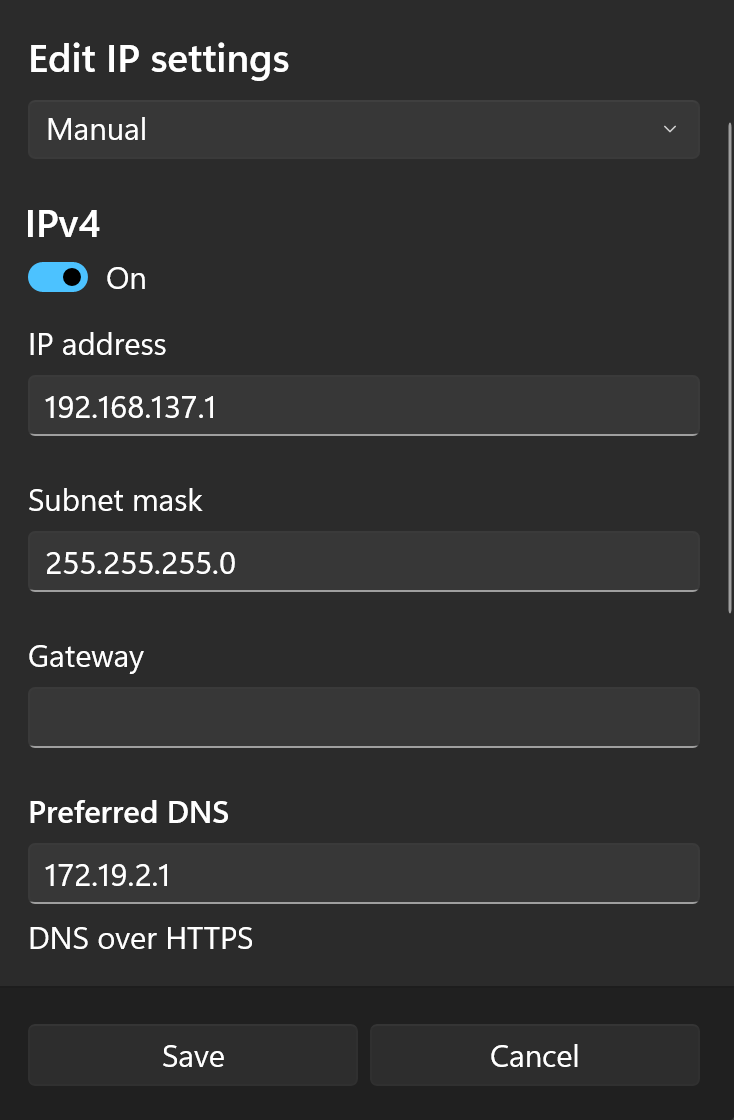 Edit IP settings
Manual
IPv4
On
IP address
192.168.137.1
Subnet mask
255.255.255.0
Gateway
Preferred DNS
172.19.2.1
DNS over HTTPS
Save
Cancel